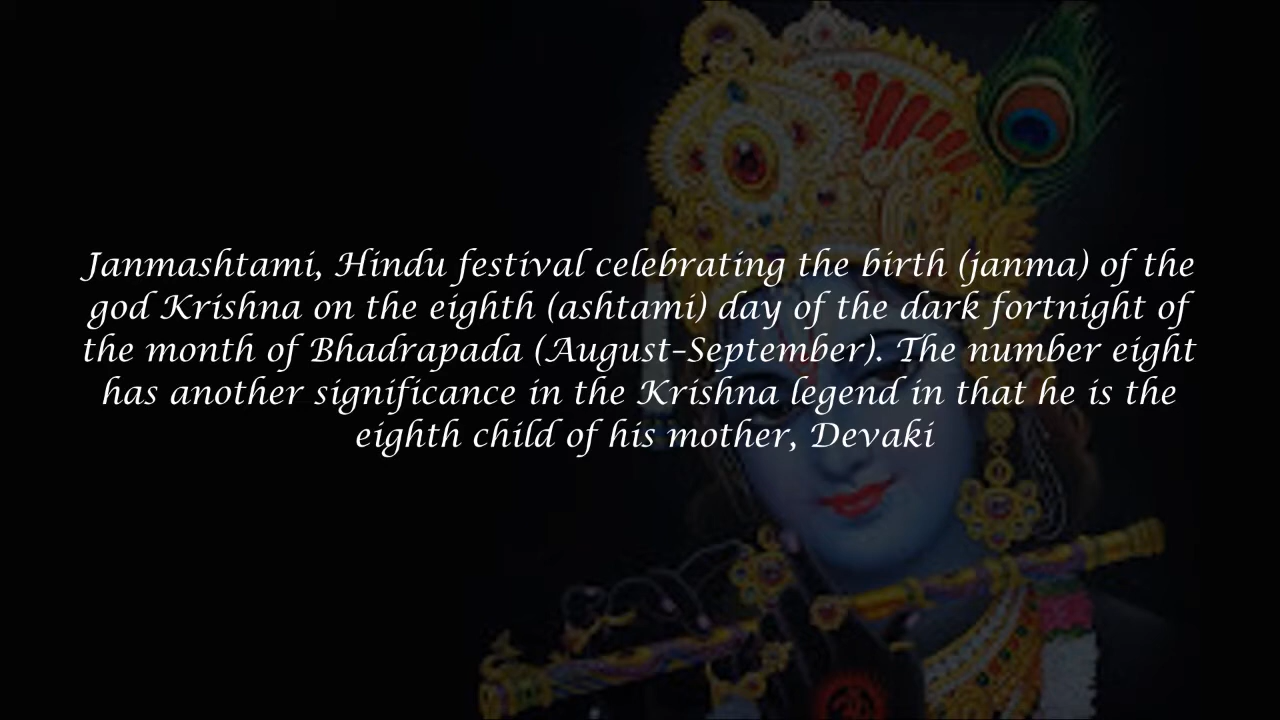 Janmashtami, Hindu festival celebrating the birth (janma) of the
god Krishna on the eighth (ashtami) day of the dark fortnight of
the month of Bhadrapada (August–September). The number eight
has another significance in the Krishna legend in that he is the
eighth child of his mother, Devaki